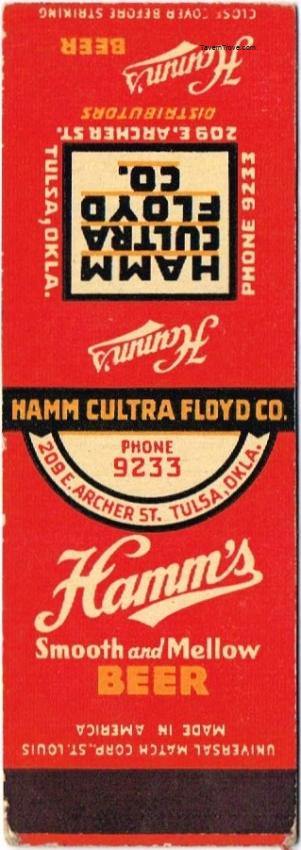 CLOSE COVER BEFORE STRIKING
TavernTrove.com
Hamm's
BEER
DISTRIBUTORS
209 E. ARCHER ST.
TULSA, OKLA.
HAMM
CULTRA
FLOYD
CO.
PHONE 9233
Hamm's
HAMM CULTRA FLOYD CO.
PHONE
9233
209 E. ARCHER ST. TULSA, OKLA.
Hamm's
Smooth and Mellow
BEER
MADE IN AMERICA
UNIVERSAL MATCH CORP., ST. LOUIS